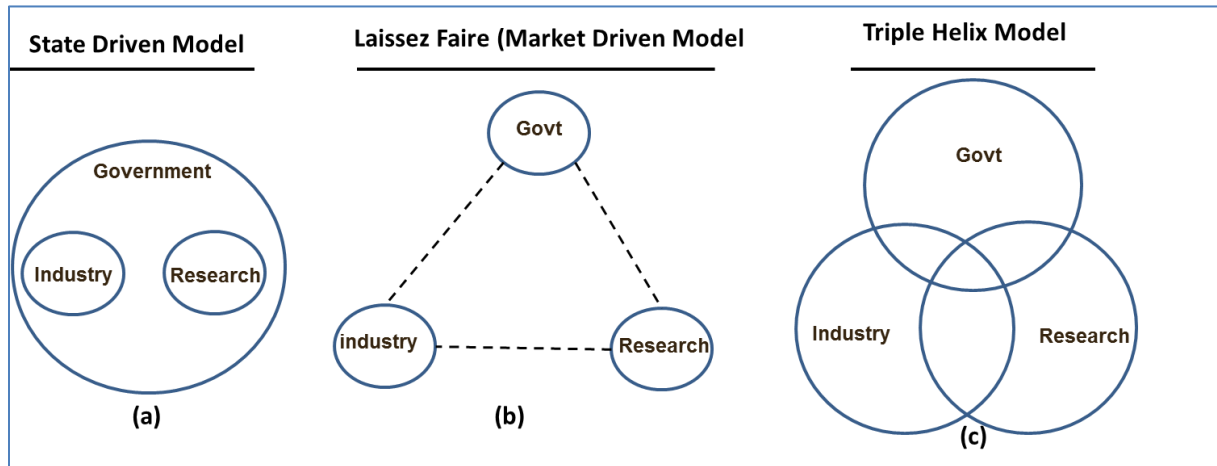 State Driven Model
Laissez Faire (Market Driven Model
Triple Helix Model
Government
Industry
Research
(a)
Govt
industry
Research
(b)
Govt
Industry
Research
(c)